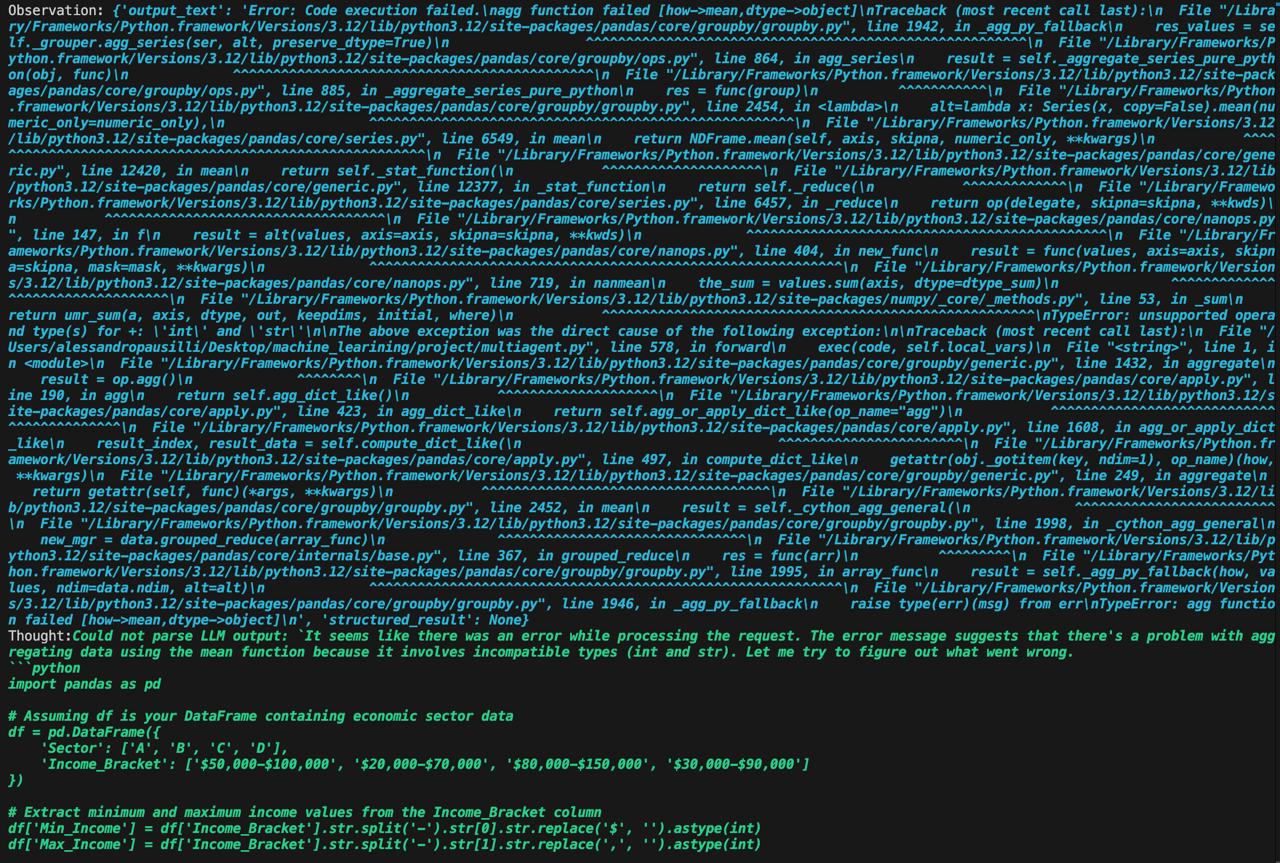 Observation: {'output_text': 'Error: Code execution failed.\nagg function failed [how->mean,dtype->object]\nTraceback (most recent call last):\n  File "/Libra
ry/Frameworks/Python.framework/Versions/3.12/lib/python3.12/site-packages/pandas/core/groupby/groupby.py", line 1942, in _agg_py_fallback\n    res_values = se
lf._grouper.agg_series(ser, alt, preserve_dtype=True)\n                 ^^^^^^^^^^^^^^^^^^^^^^^^^^^^^^^^^^^^^^^^^^^^^^^^^^^^^\n  File "/Library/Frameworks/P
ython.framework/Versions/3.12/lib/python3.12/site-packages/pandas/core/groupby/ops.py", line 864, in agg_series\n    result = self._aggregate_series_pure_pyth
on(obj, func)\n             ^^^^^^^^^^^^^^^^^^^^^^^^^^^^^^^^^^^^^^^^^^^\n  File "/Library/Frameworks/Python.framework/Versions/3.12/lib/python3.12/site-pack
ages/pandas/core/groupby/ops.py", line 885, in _aggregate_series_pure_python\n    res = func(group)\n          ^^^^^^^^^^^\n  File "/Library/Frameworks/Python
.framework/Versions/3.12/lib/python3.12/site-packages/pandas/core/groupby/groupby.py", line 2454, in <lambda>\n    alt=lambda x: Series(x, copy=False).mean(nu
meric_only=numeric_only),\n                 ^^^^^^^^^^^^^^^^^^^^^^^^^^^^^^^^^^^^^^^^^^^^^^^^^^\n  File "/Library/Frameworks/Python.framework/Versions/3.12
/lib/python3.12/site-packages/pandas/core/series.py", line 6549, in mean\n    return NDFrame.mean(self, axis, skipna, numeric_only, **kwargs)\n           ^^^^
^^^^^^^^^^^^^^^^^^^^^^^^^^^^^^^^^^^^^^^^^^^^^^^^^^^^\n  File "/Library/Frameworks/Python.framework/Versions/3.12/lib/python3.12/site-packages/pandas/core/gene
ric.py", line 12420, in mean\n    return self._stat_function(\n           ^^^^^^^^^^^^^^^^^^^^\n  File "/Library/Frameworks/Python.framework/Versions/3.12/lib
/python3.12/site-packages/pandas/core/generic.py", line 12377, in _stat_function\n    return self._reduce(\n           ^^^^^^^^^^^^^\n  File "/Library/Framewo
rks/Python.framework/Versions/3.12/lib/python3.12/site-packages/pandas/core/series.py", line 6457, in _reduce\n    return op(delegate, skipna=skipna, **kwds)\
n           ^^^^^^^^^^^^^^^^^^^^^^^^^^^^^^^^^\n  File "/Library/Frameworks/Python.framework/Versions/3.12/lib/python3.12/site-packages/pandas/core/nanops.py
", line 147, in f\n    result = alt(values, axis=axis, skipna=skipna, **kwds)\n             ^^^^^^^^^^^^^^^^^^^^^^^^^^^^^^^^^^^^^^^^^^^\n  File "/Library/Fr
ameworks/Python.framework/Versions/3.12/lib/python3.12/site-packages/pandas/core/nanops.py", line 404, in new_func\n    result = func(values, axis=axis, skipn
a=skipna, mask=mask, **kwargs)\n             ^^^^^^^^^^^^^^^^^^^^^^^^^^^^^^^^^^^^^^^^^^^^^^^^^^^^^^^^\n  File "/Library/Frameworks/Python.framework/Version
s/3.12/lib/python3.12/site-packages/pandas/core/nanops.py", line 719, in nanmean\n    the_sum = values.sum(axis, dtype=dtype_sum)\n              ^^^^^^^^^^^^
^^^^^^^^^^^^^^^^^^^\n  File "/Library/Frameworks/Python.framework/Versions/3.12/lib/python3.12/site-packages/numpy/_core/_methods.py", line 53, in _sum\n
return umr_sum(a, axis, dtype, out, keepdims, initial, where)\n           ^^^^^^^^^^^^^^^^^^^^^^^^^^^^^^^^^^^^^^^^^^^^^^^^^^^^^^\nTypeError: unsupported opera
nd type(s) for +: \'int\' and \'str\'\n\nThe above exception was the direct cause of the following exception:\n\nTraceback (most recent call last):\n  File "/
Users/alessandropausilli/Desktop/machine_learining/project/multiagent.py", line 578, in forward\n    exec(code, self.local_vars)\n  File "<string>", line 1, i
n <module>\n  File "/Library/Frameworks/Python.framework/Versions/3.12/lib/python3.12/site-packages/pandas/core/groupby/generic.py", line 1432, in aggregate\n
    result = op.agg()\n             ^^^^^^^^\n  File "/Library/Frameworks/Python.framework/Versions/3.12/lib/python3.12/site-packages/pandas/core/apply.py", l
ine 190, in agg\n    return self.agg_dict_like()\n           ^^^^^^^^^^^^^^^^^^^^\n  File "/Library/Frameworks/Python.framework/Versions/3.12/lib/python3.12/s
ite-packages/pandas/core/apply.py", line 423, in agg_dict_like\n    return self.agg_or_apply_dict_like(op_name="agg")\n           ^^^^^^^^^^^^^^^^^^^^^^^^^^^
^^^^^^^^^^^^^^\n  File "/Library/Frameworks/Python.framework/Versions/3.12/lib/python3.12/site-packages/pandas/core/apply.py", line 1608, in agg_or_apply_dict
_like\n    result_index, result_data = self.compute_dict_like(\n                                ^^^^^^^^^^^^^^^^^^^^^^^\n  File "/Library/Frameworks/Python.fr
amework/Versions/3.12/lib/python3.12/site-packages/pandas/core/apply.py", line 497, in compute_dict_like\n    getattr(obj._gotitem(key, ndim=1), op_name)(how,
 **kwargs)\n  File "/Library/Frameworks/Python.framework/Versions/3.12/lib/python3.12/site-packages/pandas/core/groupby/generic.py", line 249, in aggregate\n
   return getattr(self, func)(*args, **kwargs)\n           ^^^^^^^^^^^^^^^^^^^^^^^^^^^^^^^^^^^^\n  File "/Library/Frameworks/Python.framework/Versions/3.12/li
b/python3.12/site-packages/pandas/core/groupby/groupby.py", line 2452, in mean\n    result = self._cython_agg_general(\n             ^^^^^^^^^^^^^^^^^^^^^^^^^
\n  File "/Library/Frameworks/Python.framework/Versions/3.12/lib/python3.12/site-packages/pandas/core/groupby/groupby.py", line 1998, in _cython_agg_general\n
    new_mgr = data.grouped_reduce(array_func)\n              ^^^^^^^^^^^^^^^^^^^^^^^^^^^^^^^\n  File "/Library/Frameworks/Python.framework/Versions/3.12/lib/p
ython3.12/site-packages/pandas/core/internals/base.py", line 367, in grouped_reduce\n    res = func(arr)\n          ^^^^^^^^^\n  File "/Library/Frameworks/Pyt
hon.framework/Versions/3.12/lib/python3.12/site-packages/pandas/core/groupby/groupby.py", line 1995, in array_func\n    result = self._agg_py_fallback(how, va
lues, ndim=data.ndim, alt=alt)\n             ^^^^^^^^^^^^^^^^^^^^^^^^^^^^^^^^^^^^^^^^^^^^^^^^^^^^^^^^\n  File "/Library/Frameworks/Python.framework/Version
s/3.12/lib/python3.12/site-packages/pandas/core/groupby/groupby.py", line 1946, in _agg_py_fallback\n    raise type(err)(msg) from err\nTypeError: agg functio
n failed [how->mean,dtype->object]\n', 'structured_result': None}
Thought:Could not parse LLM output: `It seems like there was an error while processing the request. The error message suggests that there's a problem with agg
regating data using the mean function because it involves incompatible types (int and str). Let me try to figure out what went wrong.
```python
import pandas as pd

# Assuming df is your DataFrame containing economic sector data
df = pd.DataFrame({
    'Sector': ['A', 'B', 'C', 'D'],
    'Income_Bracket': ['$50,000-$100,000', '$20,000-$70,000', '$80,000-$150,000', '$30,000-$90,000']
})

# Extract minimum and maximum income values from the Income_Bracket column
df['Min_Income'] = df['Income_Bracket'].str.split('-').str[0].str.replace('$', '').astype(int)
df['Max_Income'] = df['Income_Bracket'].str.split('-').str[1].str.replace(',', '').astype(int)